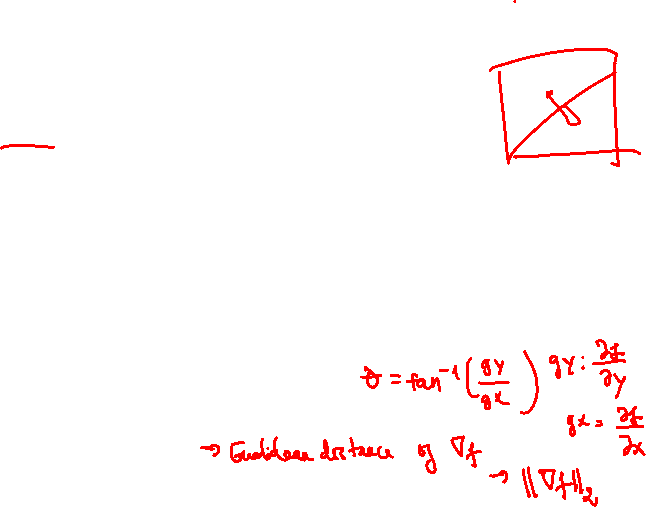 θ = tan⁻¹(gy/gx) gy: ∂f/∂y
gx = ∂f/∂x
→ Euclidean distance of ∇f
→ ||∇f||₂